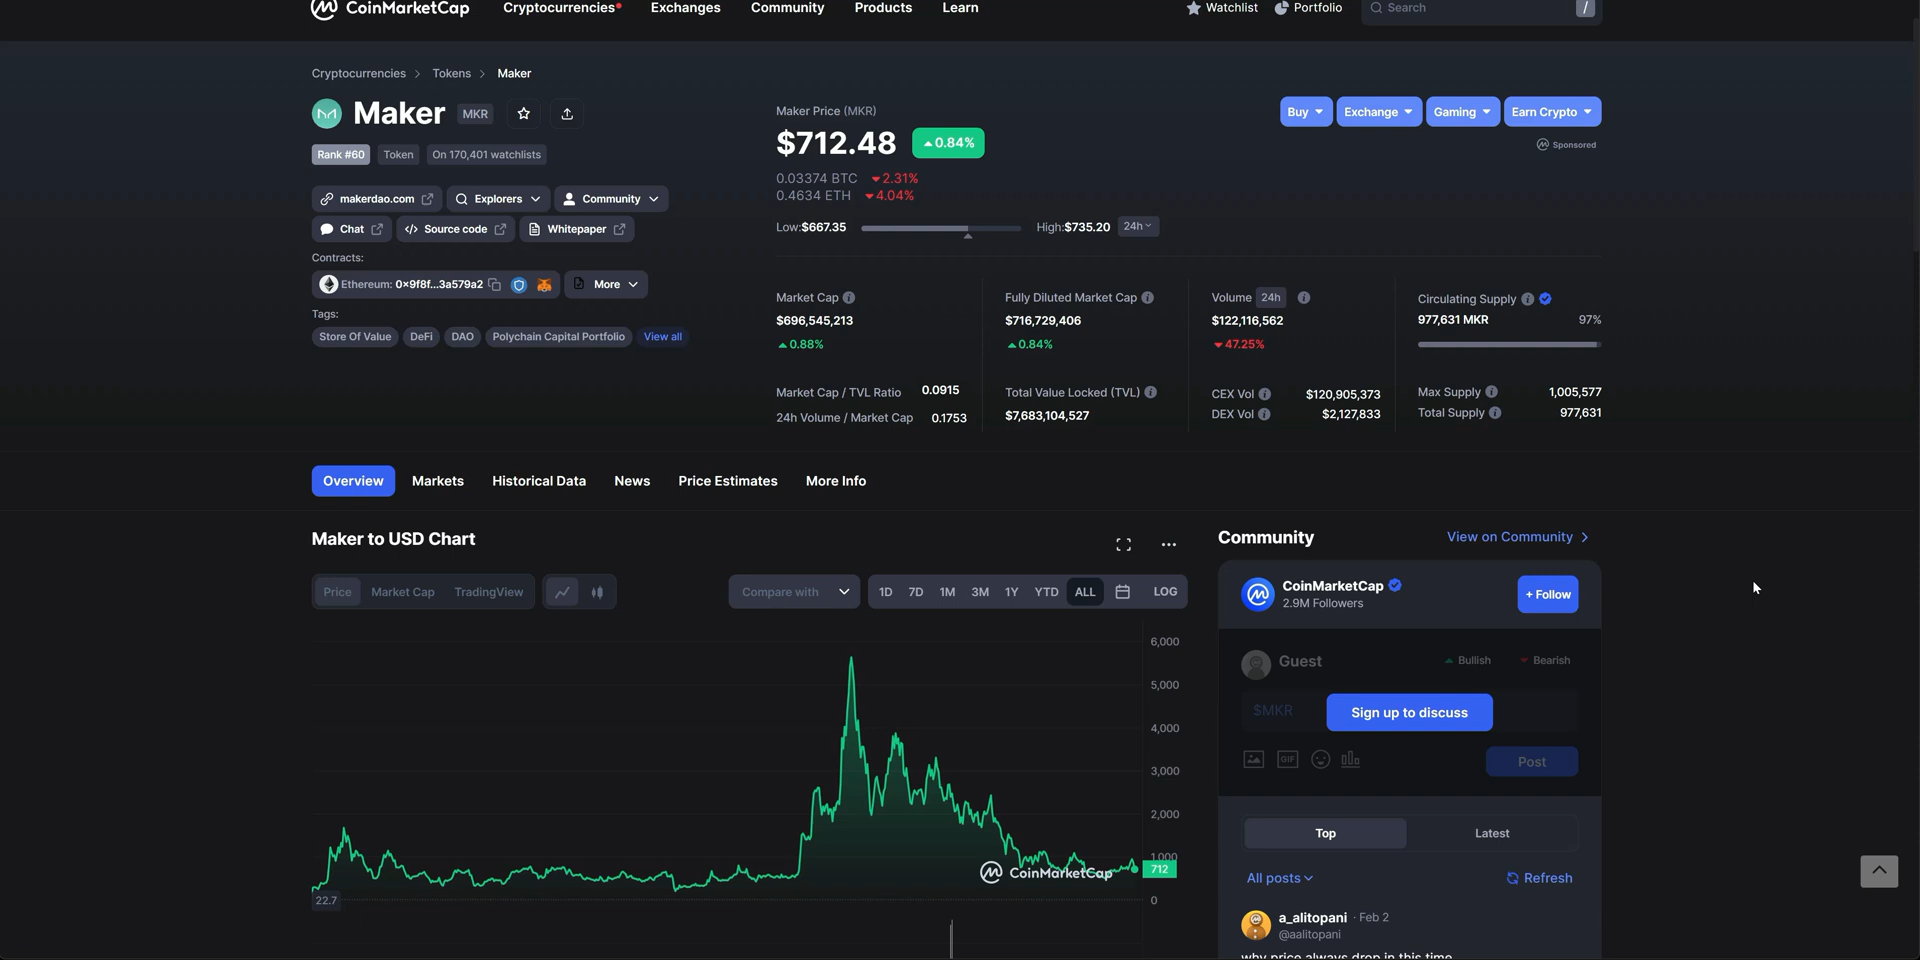 CoinMarketCap
Cryptocurrencies
Exchanges
Community
Products
Learn
Watchlist
Portfolio
Search
/
Cryptocurrencies > Tokens > Maker
Maker MKR
Rank #60
Token
On 170,401 watchlists
makerdao.com
Explorers
Community
Chat
Source code
Whitepaper
Contracts:
Ethereum: 0x9f8f...3a579a2
More
Tags:
Store Of Value
DeFi
DAO
Polychain Capital Portfolio
View all
Maker Price (MKR)
$712.48 0.84%
0.03374 BTC 2.31%
0.4634 ETH 4.04%
Low:$667.35
High:$735.20
24h
Buy
Exchange
Gaming
Earn Crypto
Sponsored
Market Cap
$696,545,213
0.88%
Fully Diluted Market Cap
$716,729,406
0.84%
Volume 24h
$122,116,562
47.25%
Circulating Supply
977,631 MKR 97%
Market Cap / TVL Ratio 0.0915
24h Volume / Market Cap 0.1753
Total Value Locked (TVL)
$7,683,104,527
CEX Vol $120,905,373
DEX Vol $2,127,833
Max Supply 1,005,577
Total Supply 977,631
Overview
Markets
Historical Data
News
Price Estimates
More Info
Maker to USD Chart
Price
Market Cap
TradingView
Compare with
1D
7D
1M
3M
1Y
YTD
ALL
LOG
6,000
5,000
4,000
3,000
2,000
1,000
712
0
22.7
CoinMarketCap
Community
View on Community >
CoinMarketCap
2.9M Followers
+ Follow
Guest
Bullish
Bearish
$MKR
Sign up to discuss
GIF
Post
Top
Latest
All posts
Refresh
a_alitopani · Feb 2
@aalitopani
why price always drop in this time